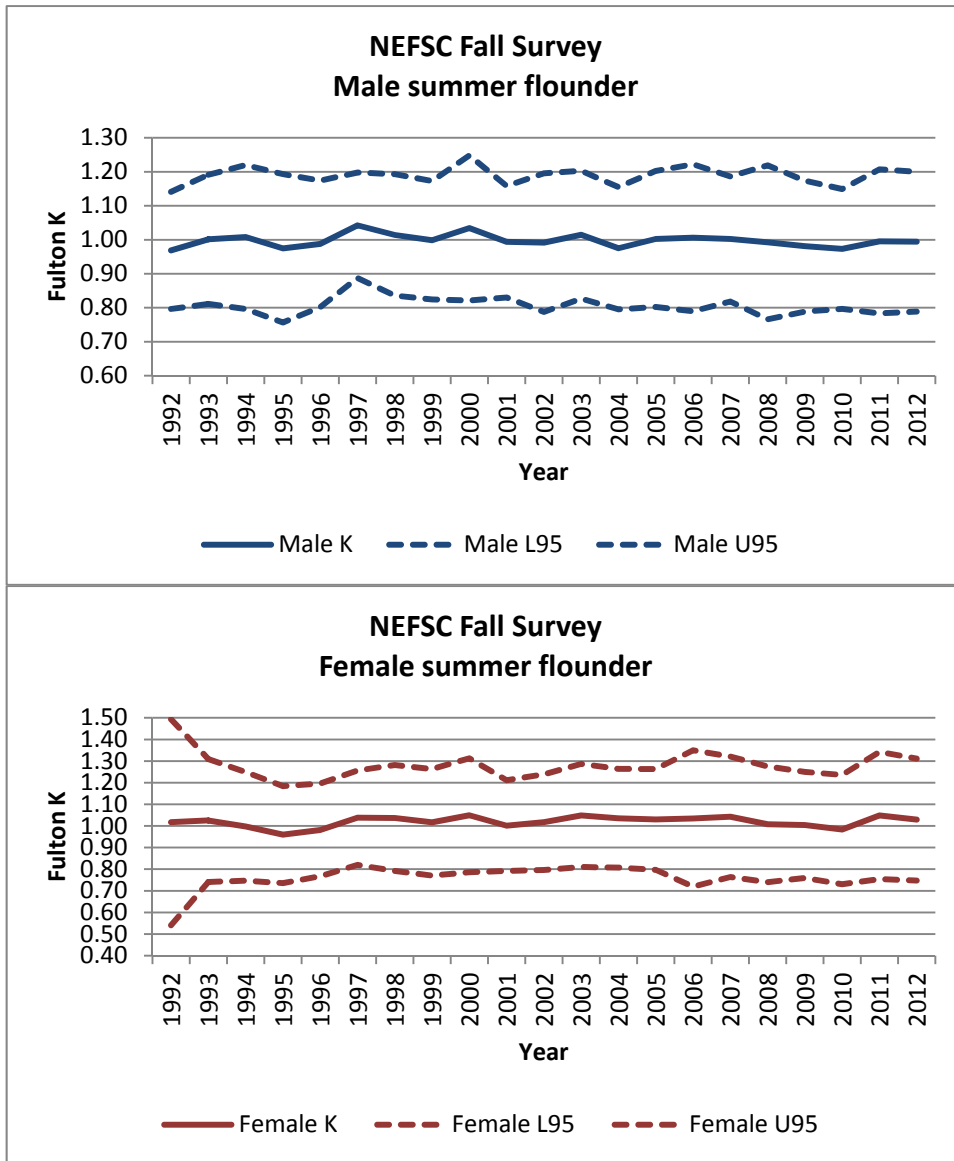 NEFSC Fall Survey
Male summer flounder
1.30
1.20
1.10
1.00
0.90
0.80
0.70
0.60
Fulton K
1992 1993 1994 1995 1996 1997 1998 1999 2000 2001 2002 2003 2004 2005 2006 2007 2008 2009 2010 2011 2012
Year
Male K Male L95 Male U95
NEFSC Fall Survey
Female summer flounder
1.50
1.40
1.30
1.20
1.10
1.00
0.90
0.80
0.70
0.60
0.50
0.40
Fulton K
1992 1993 1994 1995 1996 1997 1998 1999 2000 2001 2002 2003 2004 2005 2006 2007 2008 2009 2010 2011 2012
Year
Female K Female L95 Female U95